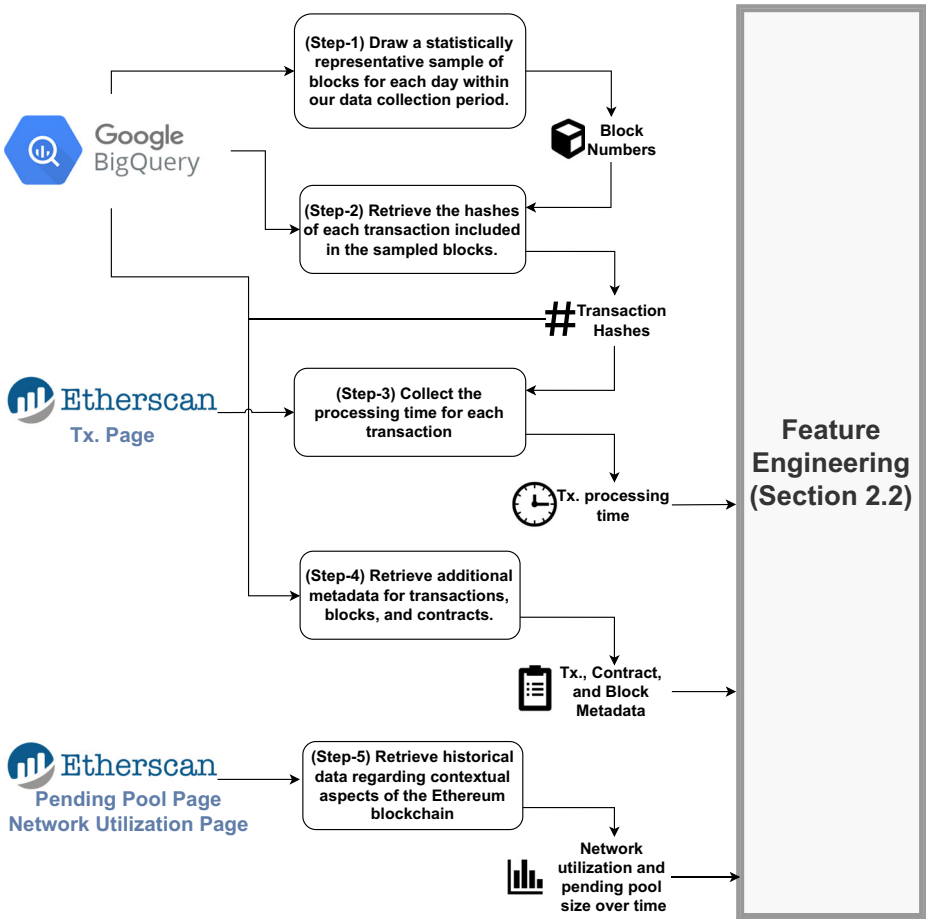 (Step-1) Draw a statistically
representative sample of
blocks for each day within
our data collection period.
Google
BigQuery
Block
Numbers
(Step-2) Retrieve the hashes
of each transaction included
in the sampled blocks.
#Transaction
Hashes
Etherscan
Tx. Page
(Step-3) Collect the
processing time for each
transaction
Feature
Engineering
(Section 2.2)
Tx. processing
time
(Step-4) Retrieve additional
metadata for transactions,
blocks, and contracts.
Tx., Contract,
and Block
Metadata
Etherscan
Pending Pool Page
Network Utilization Page
(Step-5) Retrieve historical
data regarding contextual
aspects of the Ethereum
blockchain
Network
utilization and
pending pool
size over time